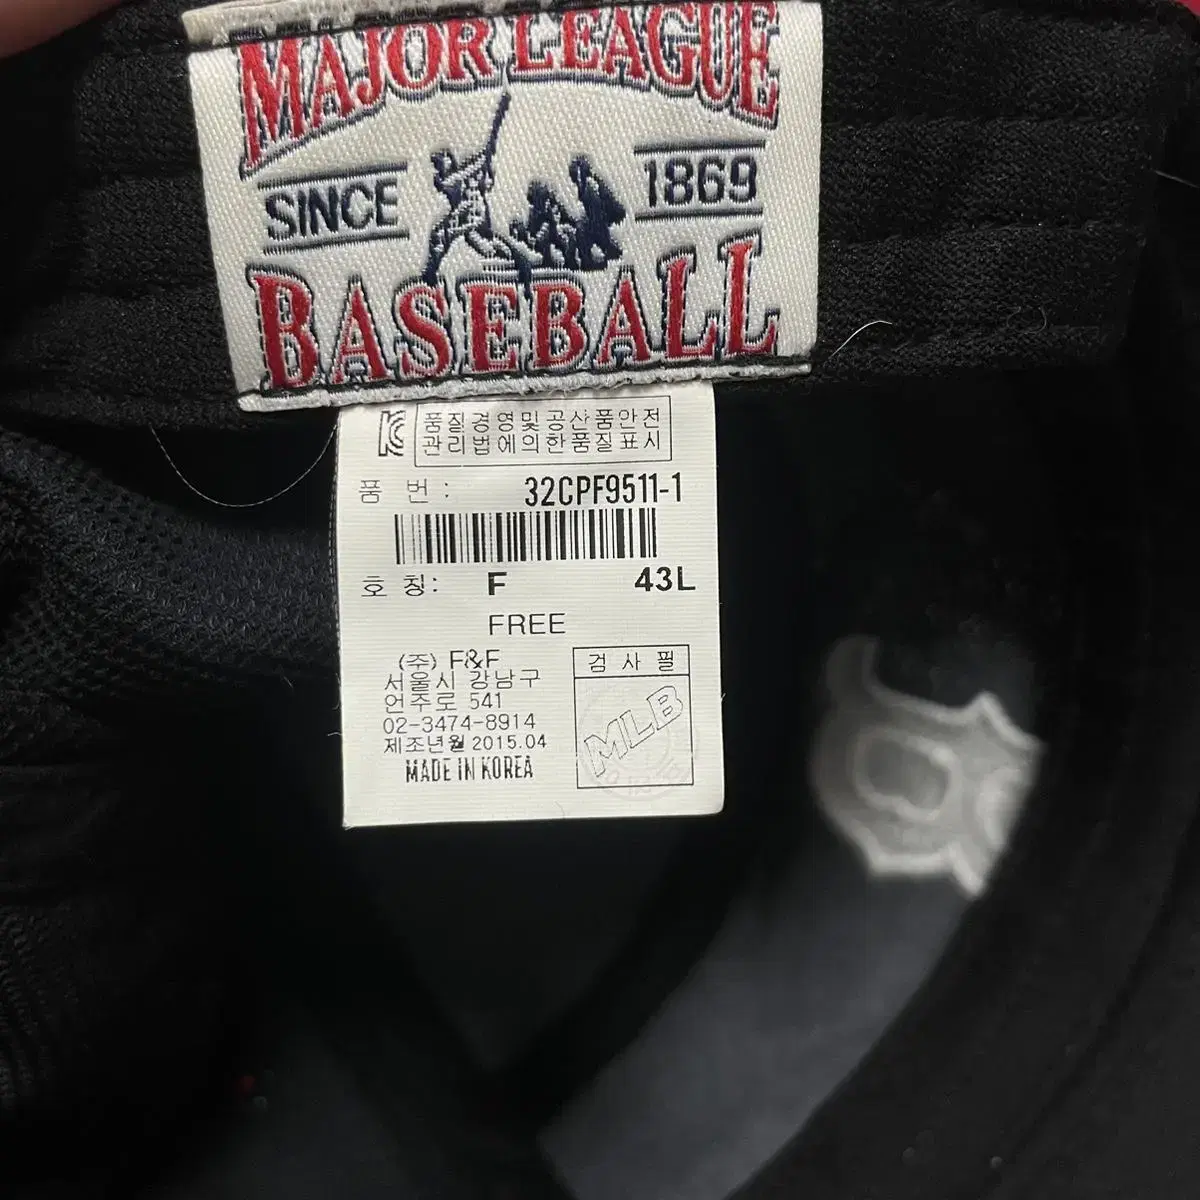 MAJOR LEAGUE
SINCE 1869
BASEBALL
품질경영및공산품안전
관리법에의한품질표시
품 번 : 32CPF9511-1
호 칭: F 43L
FREE
(주) F&F
서울시 강남구
언주로 541
02-3474-8914
제조년월 2015.04
MADE IN KOREA
검 사 필
MLB